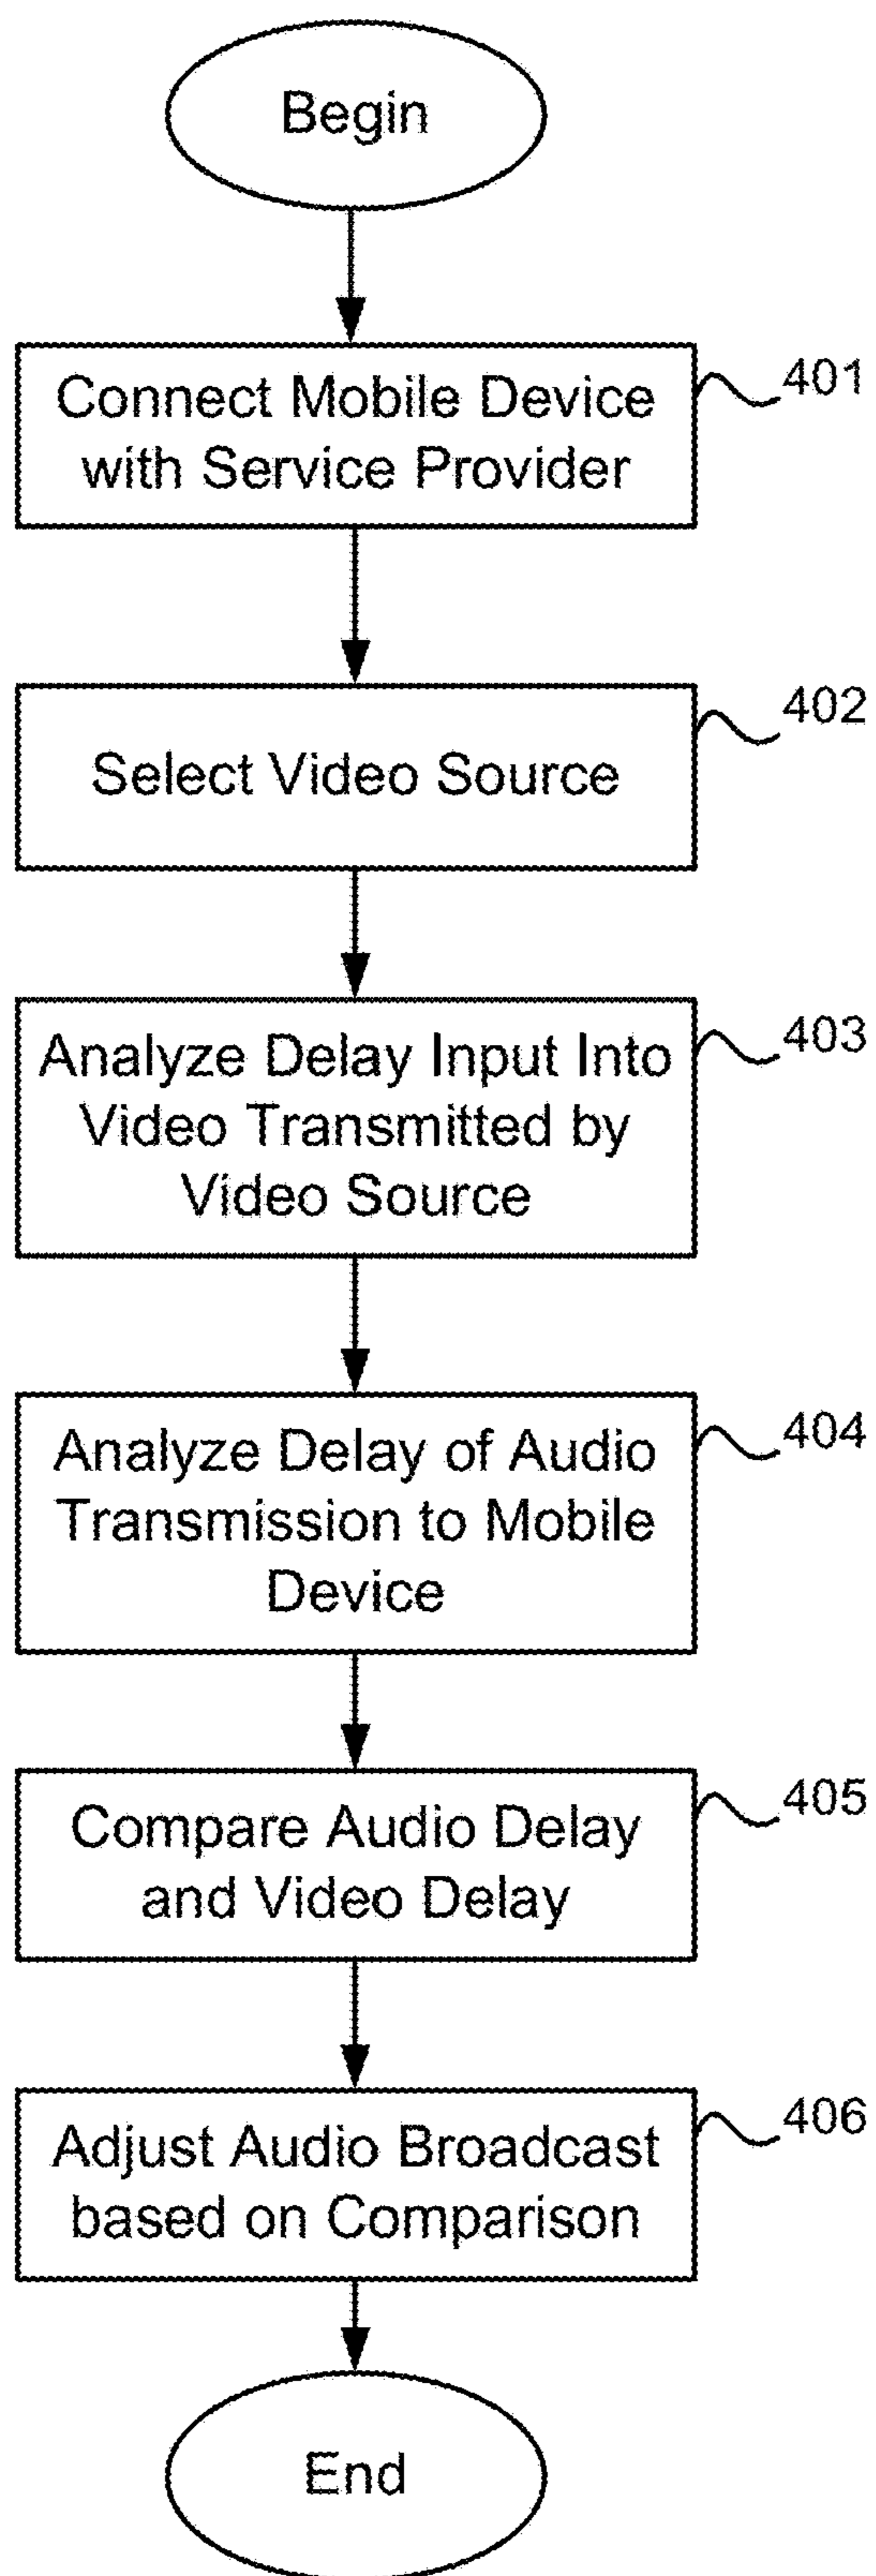 Begin
401
Connect Mobile Device
with Service Provider
402
Select Video Source
403
Analyze Delay Input Into
Video Transmitted by
Video Source
404
Analyze Delay of Audio
Transmission to Mobile
Device
405
Compare Audio Delay
and Video Delay
406
Adjust Audio Broadcast
based on Comparison
End